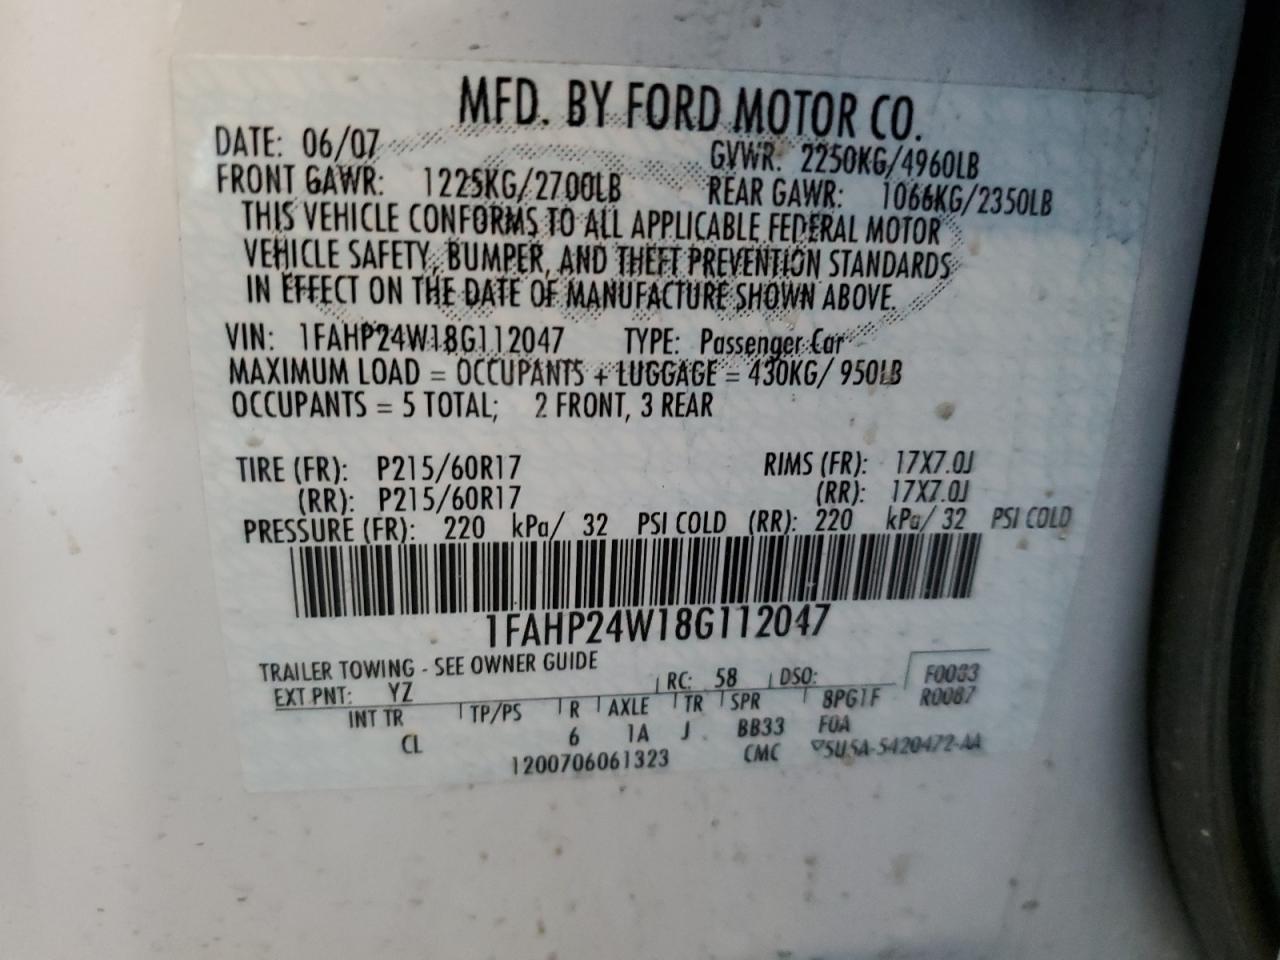 MFD. BY FORD MOTOR CO.
DATE: 06/07 GVWR: 2250KG/4960LB
FRONT GAWR: 1225KG/2700LB REAR GAWR: 1066KG/2350LB
THIS VEHICLE CONFORMS TO ALL APPLICABLE FEDERAL MOTOR
VEHICLE SAFETY, BUMPER, AND THEFT PREVENTION STANDARDS
IN EFFECT ON THE DATE OF MANUFACTURE SHOWN ABOVE.
VIN: 1FAHP24W18G112047 TYPE: Passenger Car
MAXIMUM LOAD = OCCUPANTS + LUGGAGE = 430KG/ 950LB
OCCUPANTS = 5 TOTAL; 2 FRONT, 3 REAR
TIRE (FR): P215/60R17 RIMS (FR): 17X7.0J
(RR): P215/60R17 (RR): 17X7.0J
PRESSURE (FR): 220 kPa/ 32 PSI COLD (RR): 220 kPa/ 32 PSI COLD
1FAHP24W18G112047
TRAILER TOWING - SEE OWNER GUIDE
EXT PNT: YZ RC: 58 DSO: F0083
INT TR TP/PS R AXLE TR SPR 8PG1F R0087
CL 6 1A J BB33 F0A
1200706061323 CMC 5U5A-5420472-AA